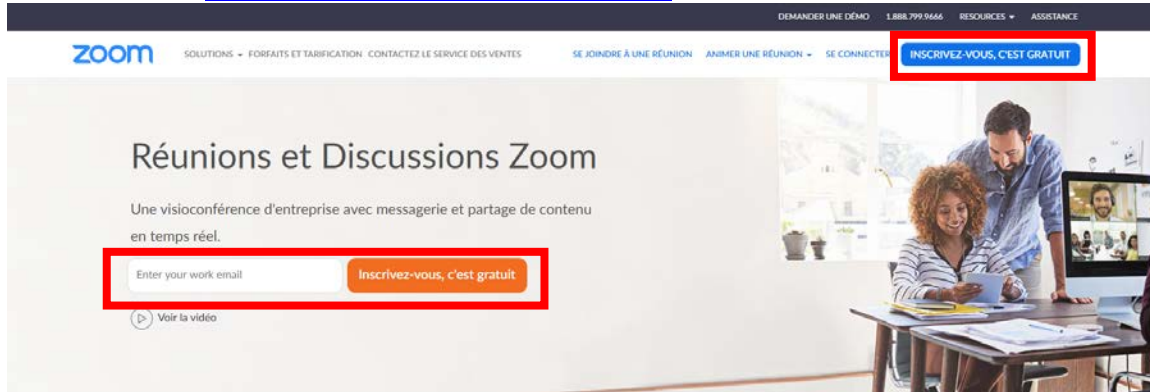 DEMANDER UNE DÉMO 1.888.799.9666 RESOURCES ASSISTANCE
zoom SOLUTIONS FORFAITS ET TARIFICATION CONTACTEZ LE SERVICE DES VENTES SE JOINDRE À UNE RÉUNION ANIMER UNE RÉUNION SE CONNECTER INSCRIVEZ-VOUS, C'EST GRATUIT
Réunions et Discussions Zoom
Une visioconférence d'entreprise avec messagerie et partage de contenu
en temps réel.
Enter your work email Inscrivez-vous, c'est gratuit
Voir la vidéo